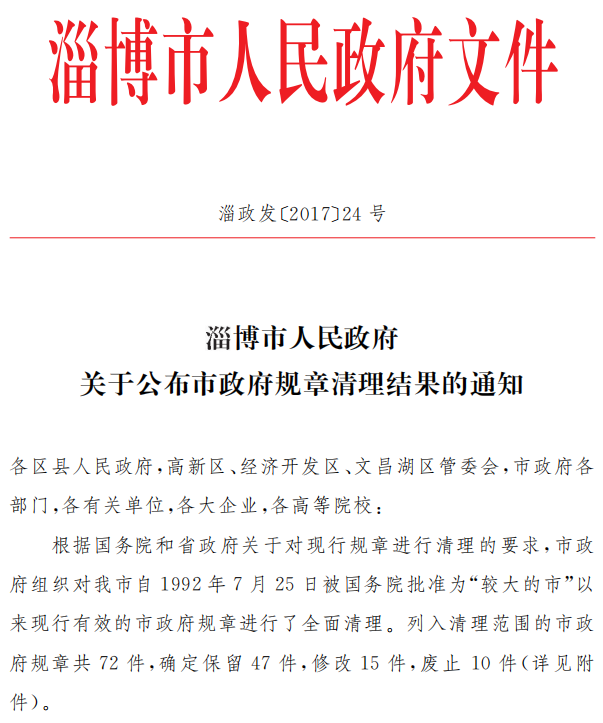 淄博市人民政府文件
淄政发〔2017〕24 号
淄博市人民政府
关于公布市政府规章清理结果的通知
各区县人民政府,高新区、经济开发区、文昌湖区管委会,市政府各
部门,各有关单位,各大企业,各高等院校:
根据国务院和省政府关于对现行规章进行清理的要求,市政
府组织对我市自 1992 年 7 月 25 日被国务院批准为“较大的市”以
来现行有效的市政府规章进行了全面清理。列入清理范围的市政
府规章共 72 件,确定保留 47 件,修改 15 件,废止 10 件(详见附
件)。